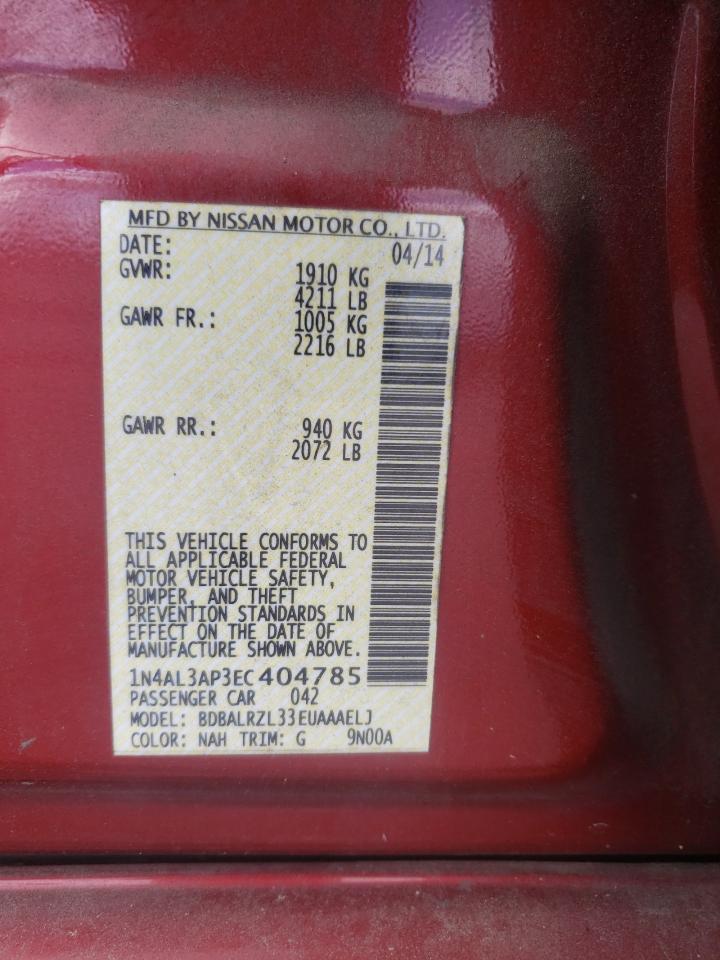 MFD BY NISSAN MOTOR CO., LTD.
DATE: 04/14
GVWR: 1910 KG
4211 LB
GAWR FR.: 1005 KG
2216 LB
GAWR RR.: 940 KG
2072 LB
THIS VEHICLE CONFORMS TO
ALL APPLICABLE FEDERAL
MOTOR VEHICLE SAFETY,
BUMPER, AND THEFT
PREVENTION STANDARDS IN
EFFECT ON THE DATE OF
MANUFACTURE SHOWN ABOVE.
1N4AL3AP3EC404785
PASSENGER CAR 042
MODEL: BDBALRZL33EUAAAELJ
COLOR: NAH TRIM: G 9N00A